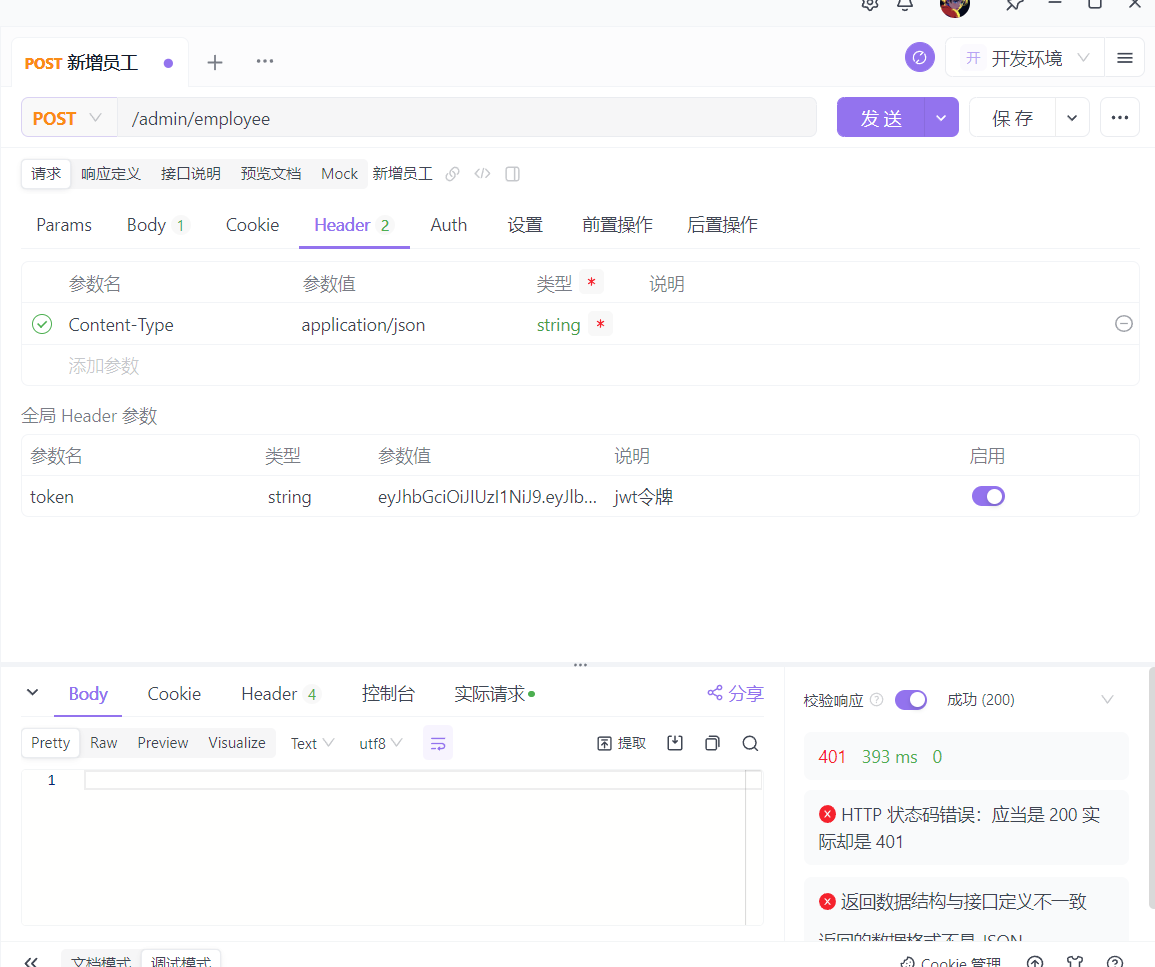 POST 新增员工
开 开发环境
POST /admin/employee 发 送 保 存
请求 响应定义 接口说明 预览文档 Mock 新增员工
Params Body 1 Cookie Header 2 Auth 设置 前置操作 后置操作
参数名 参数值 类型 * 说明
Content-Type application/json string *
添加参数
全局 Header 参数
参数名 类型 参数值 说明 启用
token string eyJhbGciOiJIUzI1NiJ9.eyJlb... jwt令牌
Body Cookie Header 4 控制台 实际请求 分享
校验响应 成功 (200)
Pretty Raw Preview Visualize Text utf8 提取
1
401 393 ms 0
HTTP 状态码错误：应当是 200 实
际却是 401
返回数据结构与接口定义不一致
返回的数据格式不是 JSON
文档模式 调试模式 Cookie 管理